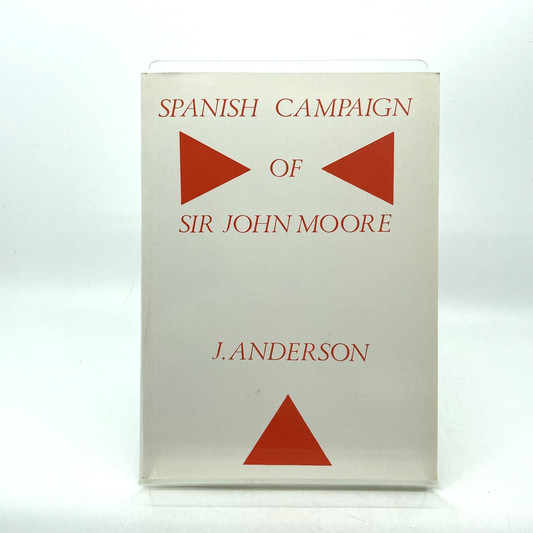 SPANISH CAMPAIGN
OF
SIR JOHN MOORE
J. ANDERSON